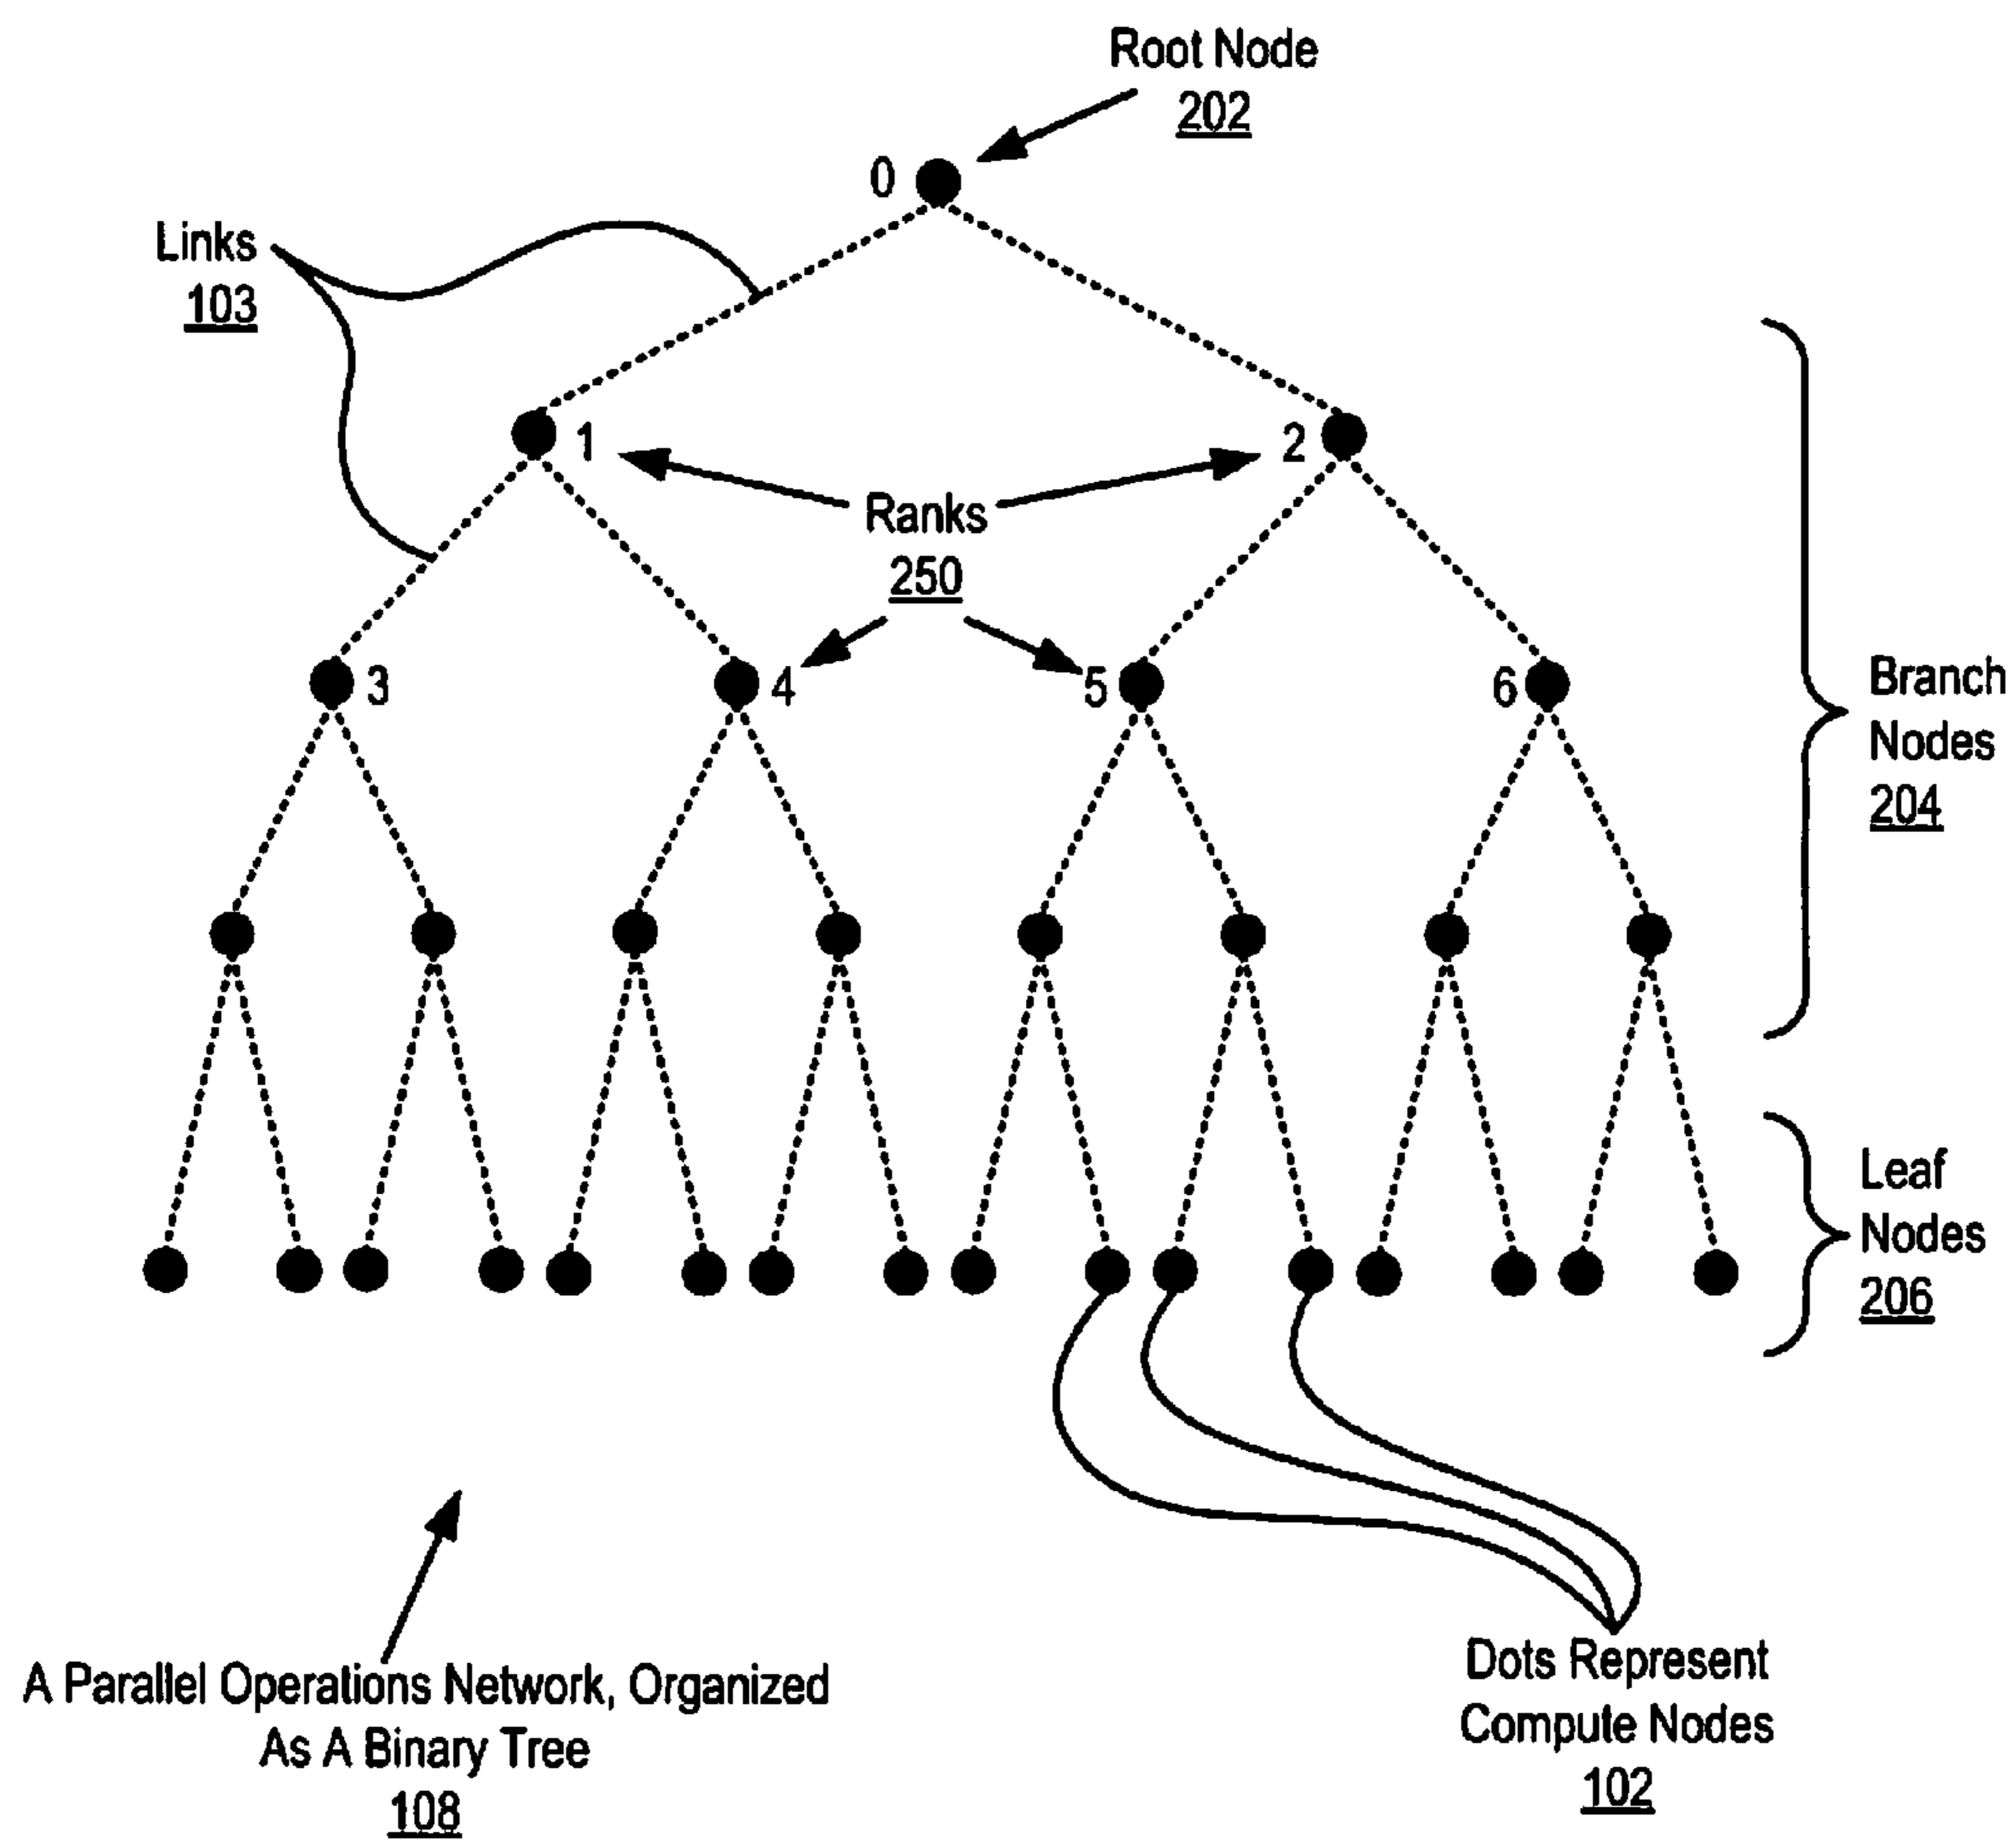 Root Node
202
0
Links
103
1
2
Ranks
250
3
4
5
6
Branch
Nodes
204
Leaf
Nodes
206
A Parallel Operations Network, Organized
As A Binary Tree
108
Dots Represent
Compute Nodes
102